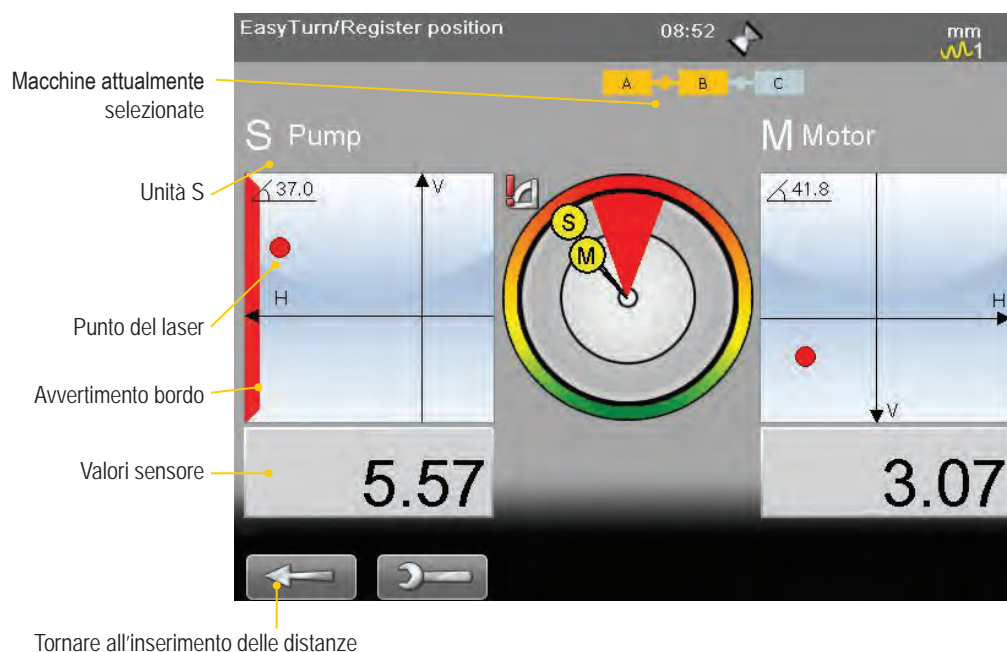 EasyTurn/Register position
08:52
mm
1
Macchine attualmente
selezionate
A
B
C
S Pump
M Motor
Unità S
37.0
V
S
M
41.8
H
H
Punto del laser
Avvertimento bordo
V
Valori sensore
5.57
3.07
Tornare all'inserimento delle distanze